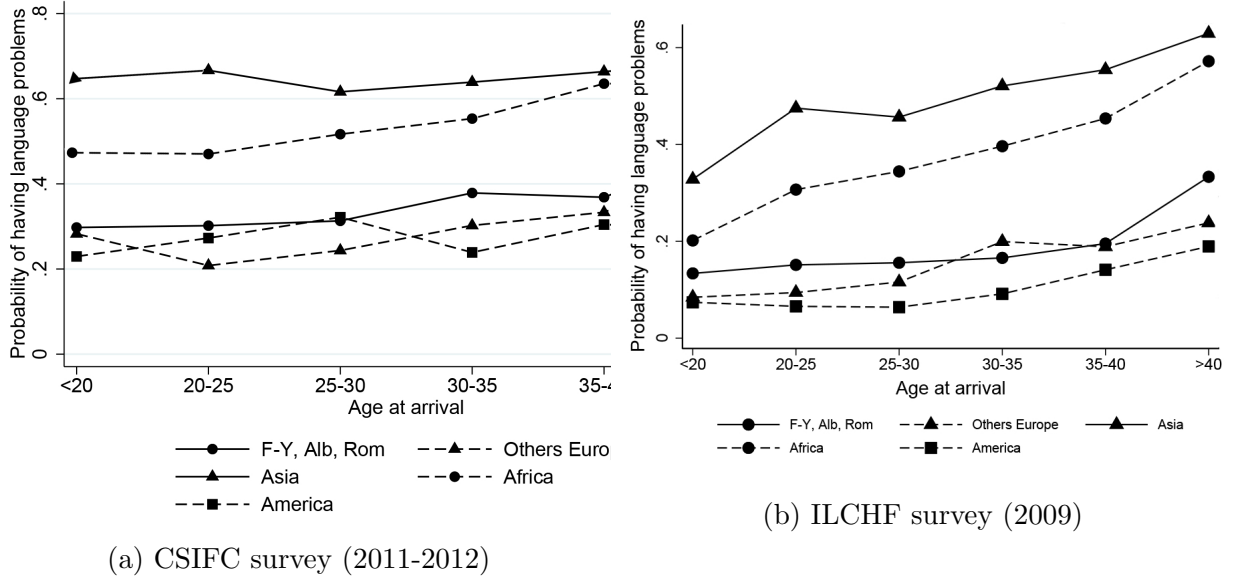 Probability of having language problems
.8
.6
.4
.2
0
<20 20-25 25-30 30-35 35-4
Age at arrival
F-Y, Alb, Rom Others Euro
Asia Africa
America
(a) CSIFC survey (2011-2012)
Probability of having language problems
.6
.4
.2
0
<20 20-25 25-30 30-35 35-40 >40
Age at arrival
F-Y, Alb, Rom Others Europe Asia
Africa America
(b) ILCHF survey (2009)